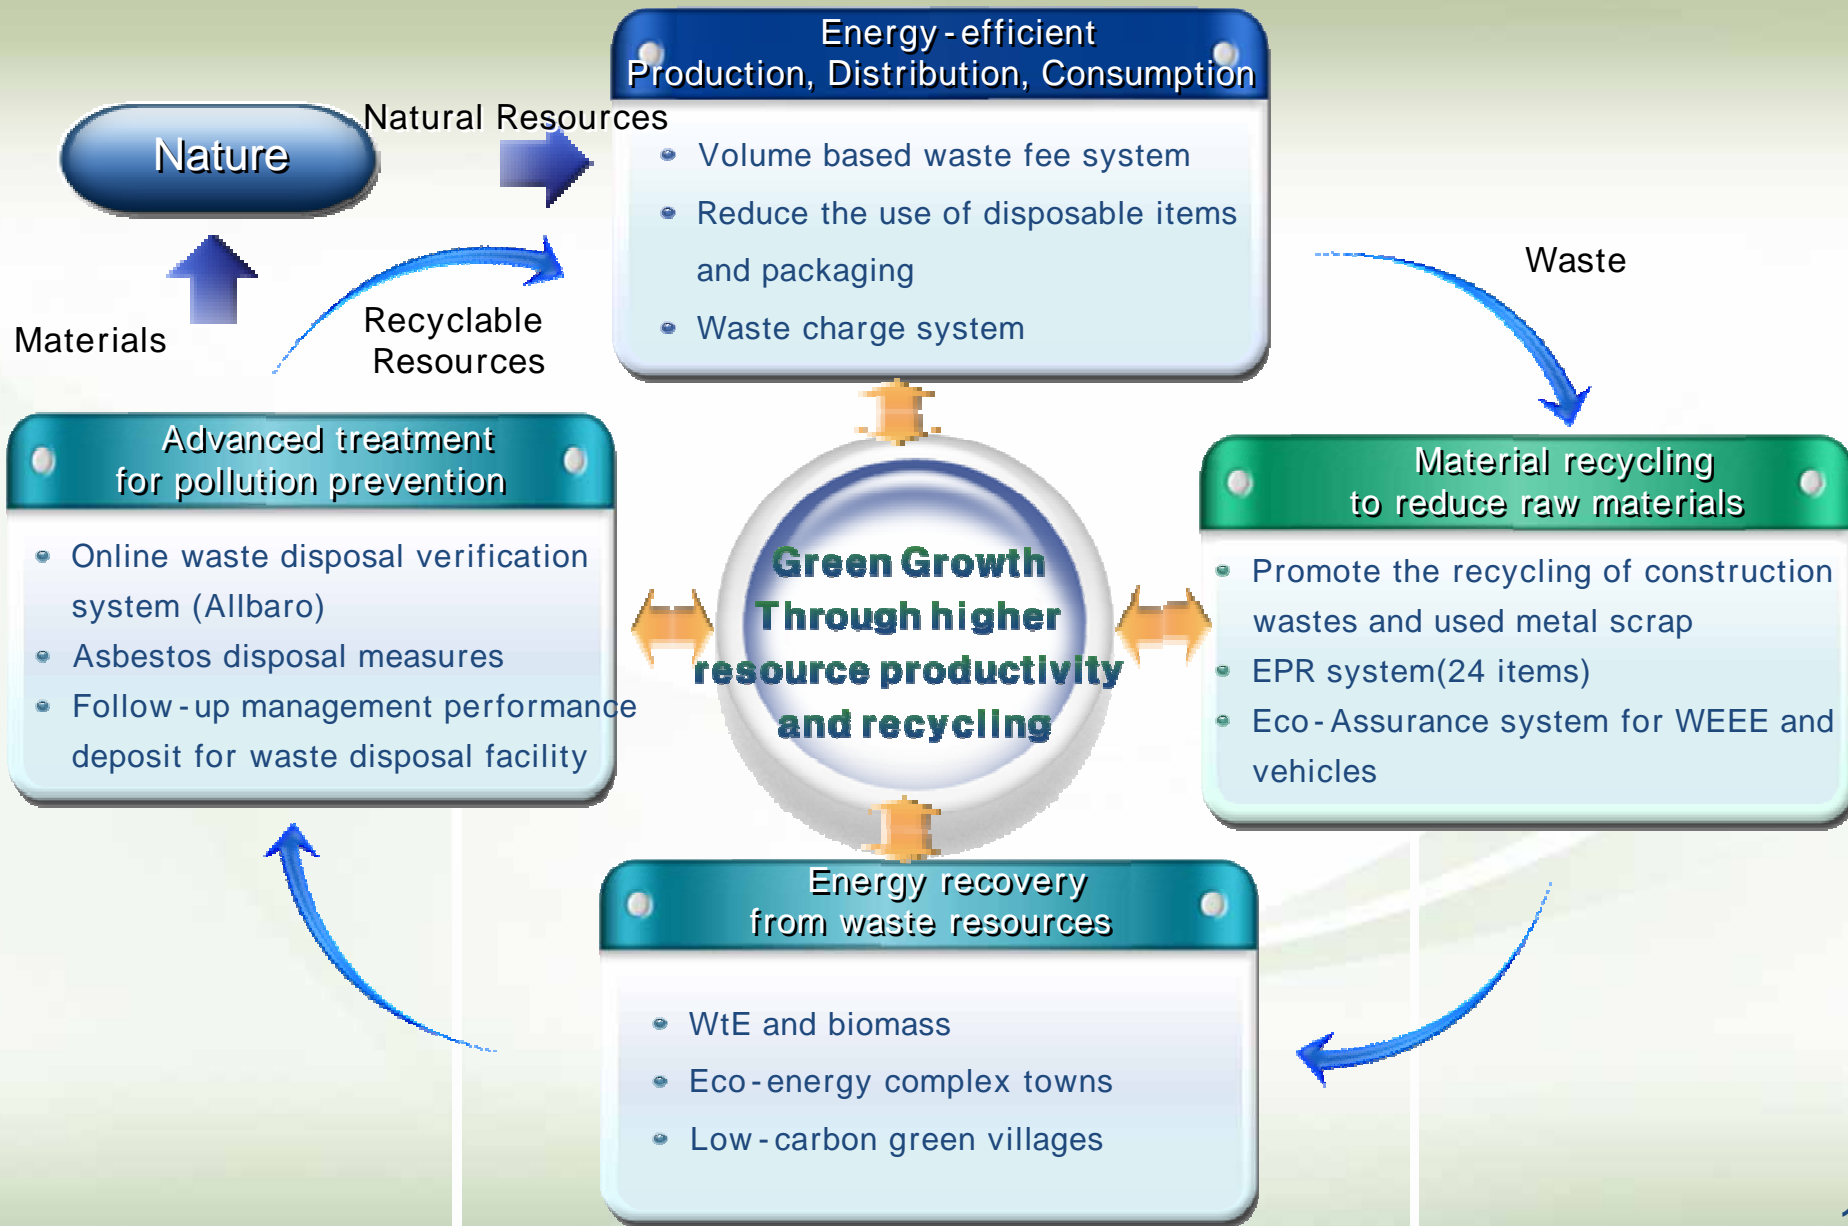 Energy-efficient
Production, Distribution, Consumption
Nature
Natural Resources
• Volume based waste fee system
• Reduce the use of disposable items
and packaging
• Waste charge system
Materials
Recyclable
Resources
Waste
Advanced treatment
for pollution prevention
• Online waste disposal verification
system (Allbaro)
• Asbestos disposal measures
• Follow-up management performance
deposit for waste disposal facility
Green Growth
Through higher
resource productivity
and recycling
Material recycling
to reduce raw materials
• Promote the recycling of construction
wastes and used metal scrap
• EPR system(24 items)
• Eco-Assurance system for WEEE and
vehicles
Energy recovery
from waste resources
• WtE and biomass
• Eco-energy complex towns
• Low-carbon green villages